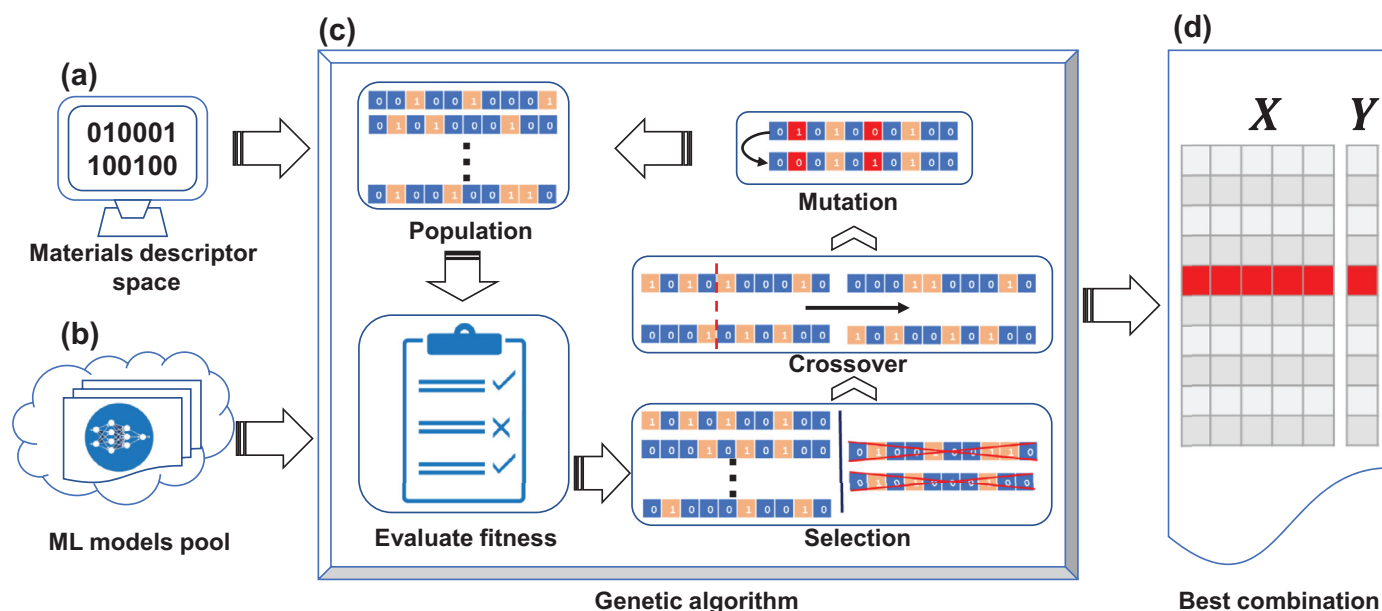 (a)
010001
100100
Materials descriptor
space
(b)
ML models pool
(c)
0 0 1 0 0 1 0 0 0 1
0 1 0 1 0 0 0 1 0 0
0 1 0 0 1 0 0 1 1 0
Population
Evaluate fitness
0 1 0 1 0 0 0 1 0 0
0 0 0 1 0 1 0 1 0 0
Mutation
1 0 1 0 1 0 0 0 1 0
0 0 0 1 1 0 0 0 1 0
0 0 0 1 0 1 0 1 0 0
1 0 1 0 0 1 0 1 0 0
Crossover
1 0 1 0 1 0 0 1 0 0
0 0 0 1 0 1 0 1 0 0
0 1 0 0 0 1 0 0 1 0
Selection
Genetic algorithm
(d)
X Y
Best combination